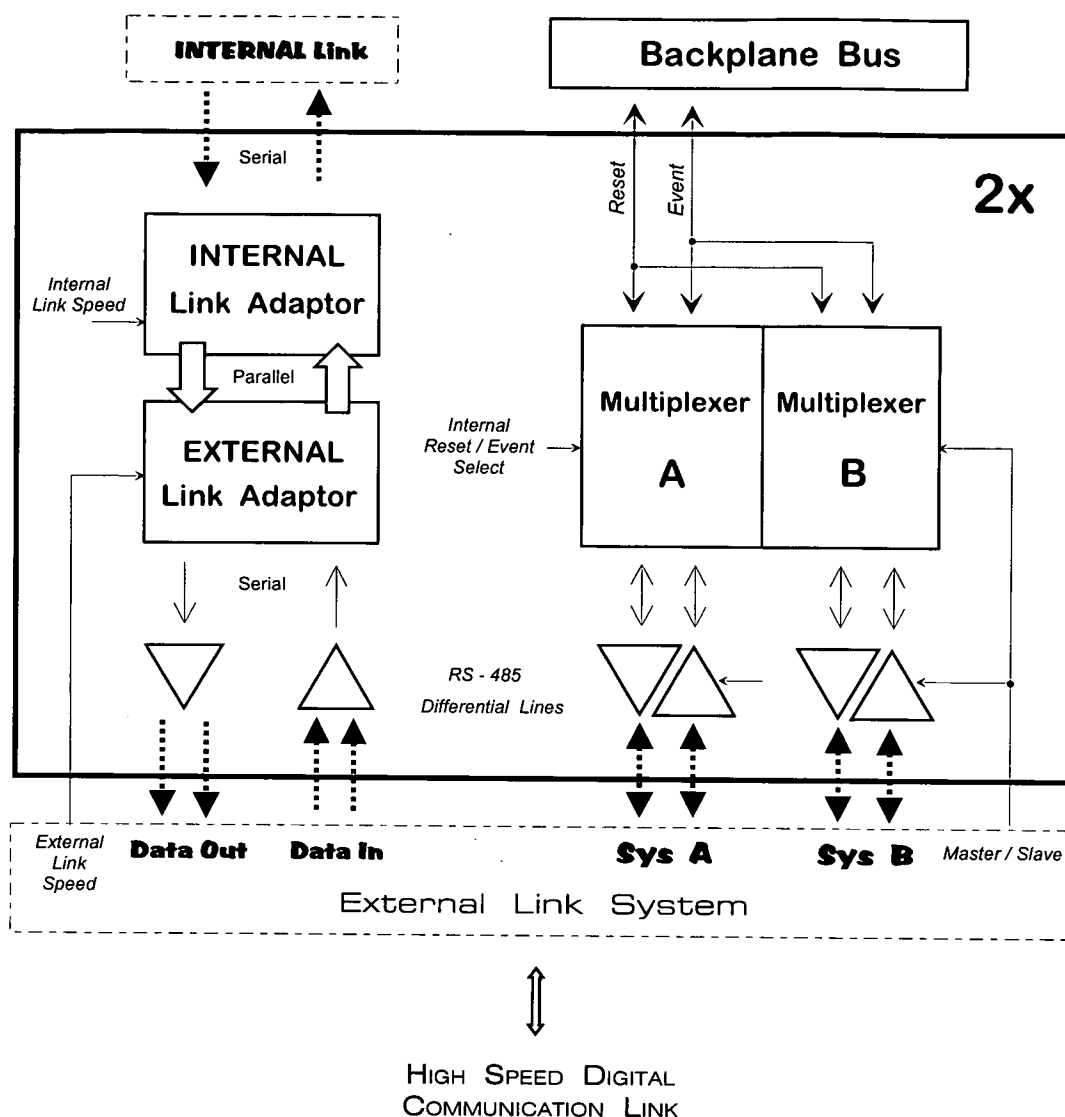 INTERNAL Link
Backplane Bus
Serial
Reset
Event
2x
INTERNAL
Link Adaptor
Internal
Link Speed
Parallel
EXTERNAL
Link Adaptor
Multiplexer
A
Multiplexer
B
Internal
Reset / Event
Select
Serial
RS - 485
Differential Lines
External
Link
Speed
Data Out
Data In
Sys A
Sys B
Master / Slave
External Link System
HIGH SPEED DIGITAL
COMMUNICATION LINK